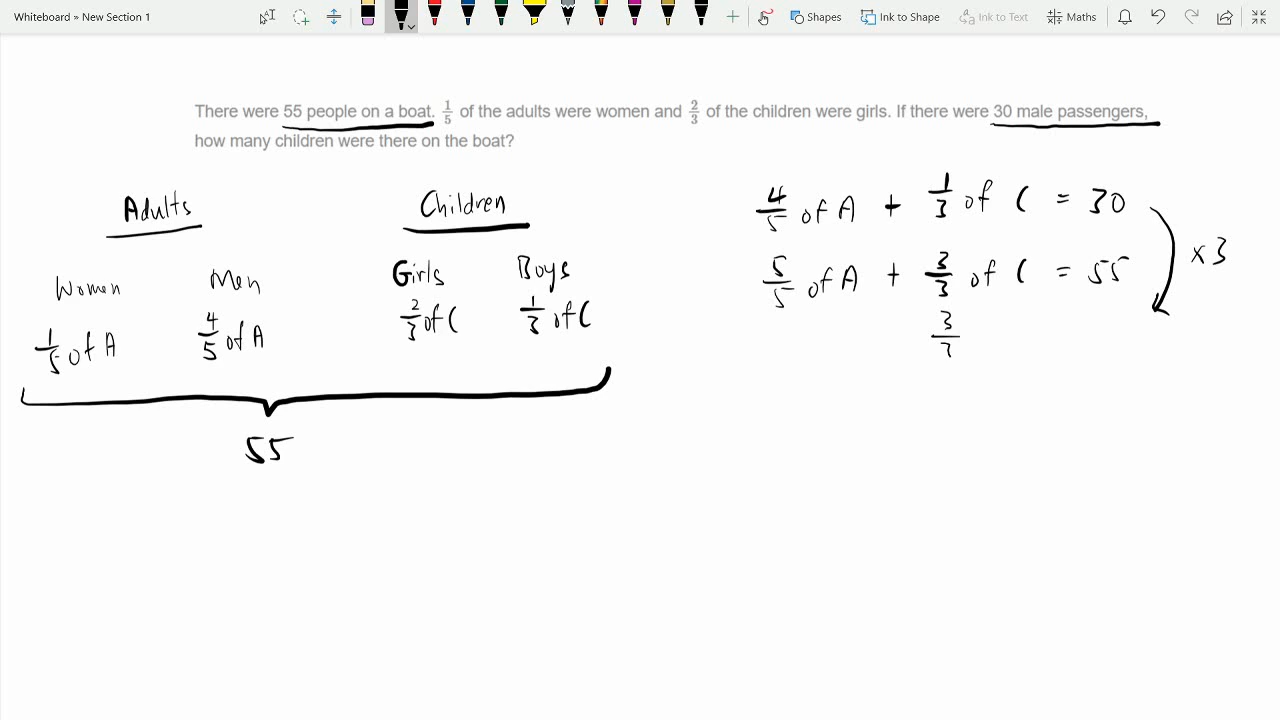 Whiteboard » New Section 1
Shapes
Ink to Shape
Ink to Text
Maths
There were 55 people on a boat. 1/5 of the adults were women and 2/3 of the children were girls. If there were 30 male passengers,
how many children were there on the boat?
Adults
Children
Women
Men
Girls
Boys
1/5 of A
4/5 of A
2/3 of C
1/3 of C
55
4/5 of A + 1/3 of C = 30
5/5 of A + 3/3 of C = 55
x3
3/3